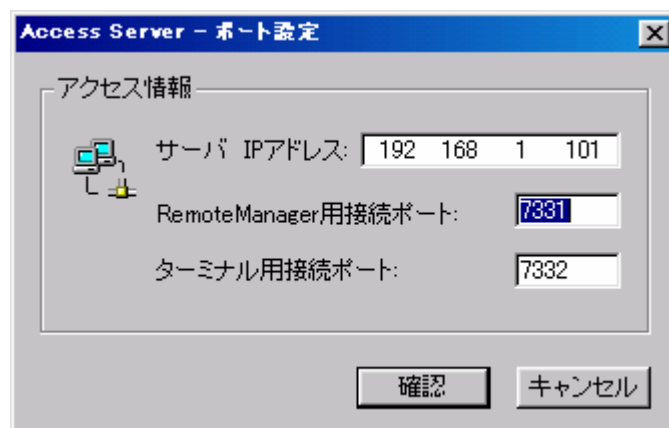 Access Server - ポート設定
アクセス情報
サーバ IPアドレス: 192 168 1 101
RemoteManager用接続ポート: 7331
ターミナル用接続ポート: 7332
確認 キャンセル